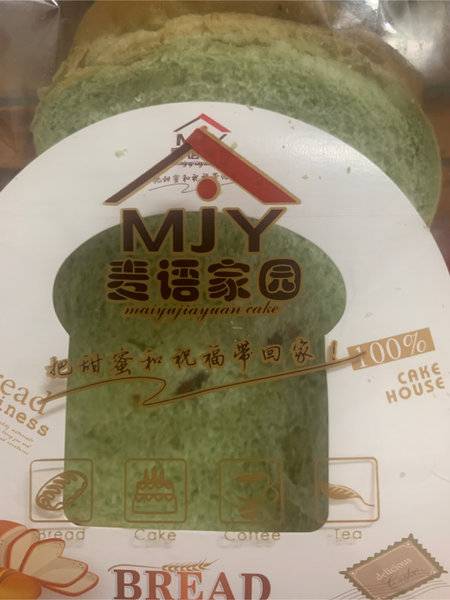 MJY
麦语家园
maiyujiayuan cake
把甜蜜和祝福带回家！
100%
CAKE
HOUSE
Bread
Cake
Coffee
Tea
BREAD
delicious